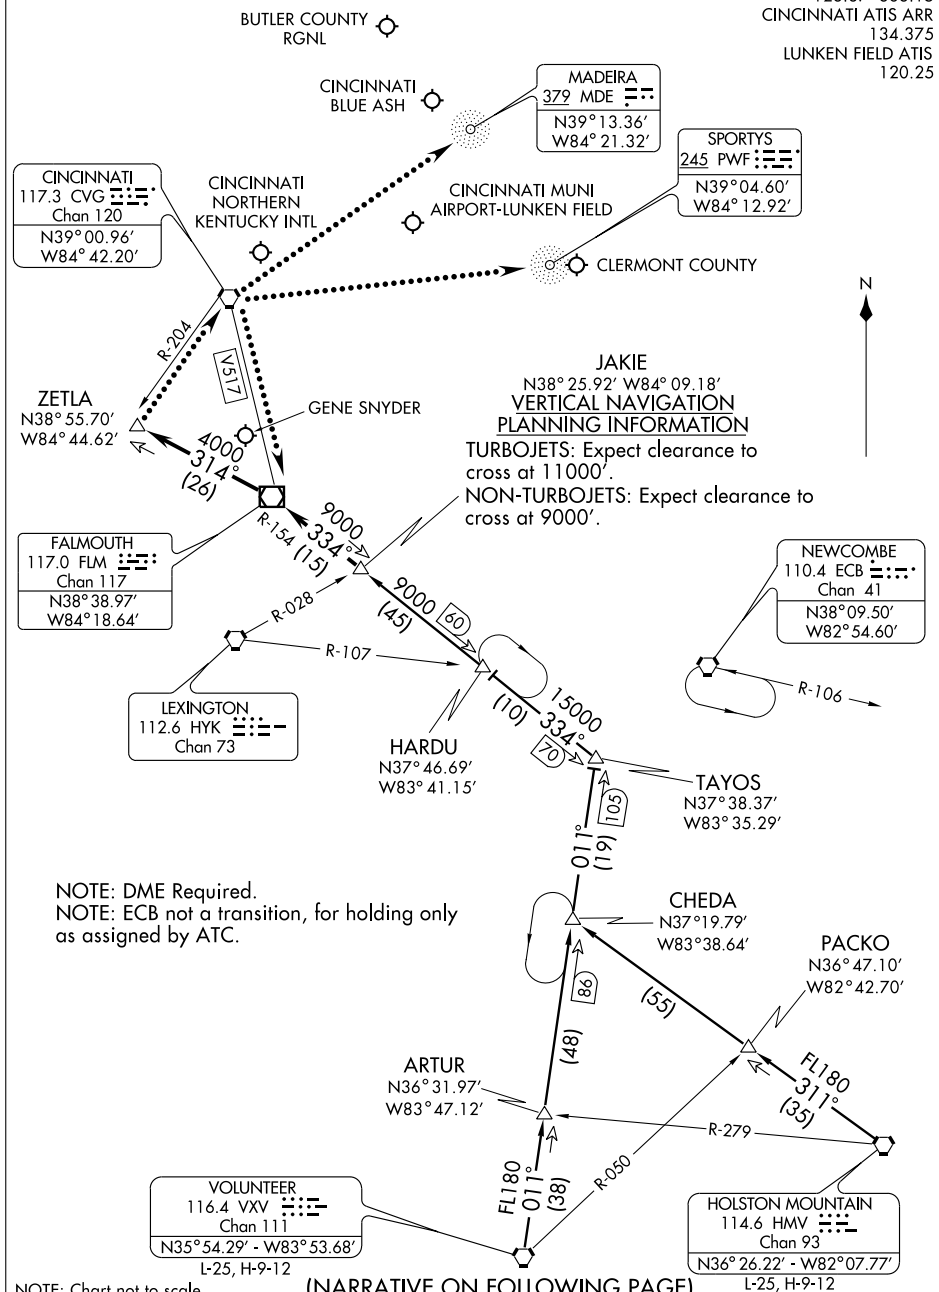 CINCINNATI ATIS ARR
134.375
LUNKEN FIELD ATIS
120.25
BUTLER COUNTY
RGNL
CINCINNATI
BLUE ASH
MADEIRA
379 MDE
N39°13.36'
W84°21.32'
SPORTYS
245 PWF
N39°04.60'
W84°12.92'
CINCINNATI
117.3 CVG
Chan 120
N39°00.96'
W84°42.20'
CINCINNATI
NORTHERN
KENTUCKY INTL
CINCINNATI MUNI
AIRPORT-LUNKEN FIELD
CLERMONT COUNTY
N
R-204
V517
ZETLA
N38°55.70'
W84°44.62'
GENE SNYDER
4000
314°
(26)
JAKIE
N38°25.92' W84°09.18'
VERTICAL NAVIGATION
PLANNING INFORMATION
TURBOJETS: Expect clearance to
cross at 11000'.
NON-TURBOJETS: Expect clearance to
cross at 9000'.
FALMOUTH
117.0 FLM
Chan 117
N38°38.97'
W84°18.64'
R-154
9000
334°
(15)
R-028
R-107
9000
(45)
60
LEXINGTON
112.6 HYK
Chan 73
NEWCOMBE
110.4 ECB
Chan 41
N38°09.50'
W82°54.60'
R-106
HARDU
N37°46.69'
W83°41.15'
15000
334°
(10)
70
TAYOS
N37°38.37'
W83°35.29'
105
011°
(19)
NOTE: DME Required.
NOTE: ECB not a transition, for holding only
as assigned by ATC.
CHEDA
N37°19.79'
W83°38.64'
86
(48)
(55)
PACKO
N36°47.10'
W82°42.70'
ARTUR
N36°31.97'
W83°47.12'
FL180
311°
(35)
R-279
R-050
FL180
011°
(38)
VOLUNTEER
116.4 VXV
Chan 111
N35°54.29' - W83°53.68'
L-25, H-9-12
HOLSTON MOUNTAIN
114.6 HMV
Chan 93
N36°26.22' - W82°07.77'
L-25, H-9-12
NOTE: Chart not to scale
(NARRATIVE ON FOLLOWING PAGE)